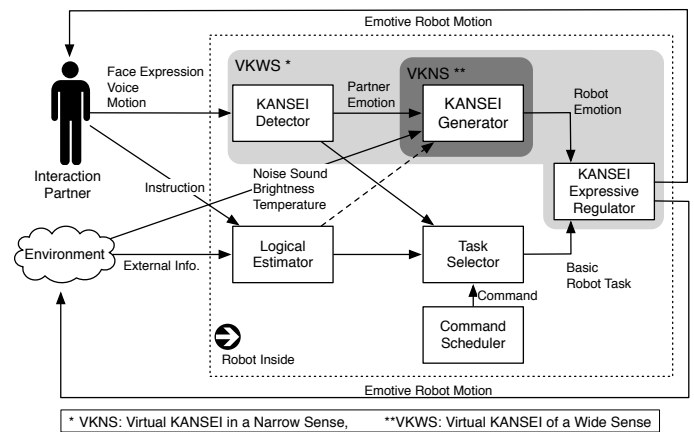 Emotive Robot Motion
Face Expression
Voice
Motion
VKWS *
VKNS **
Partner
Emotion
KANSEI
Detector
KANSEI
Generator
Robot
Emotion
Interaction
Partner
Instruction
Noise Sound
Brightness
Temperature
KANSEI
Expressive
Regulator
Environment
External Info.
Logical
Estimator
Task
Selector
Basic
Robot Task
Command
Command
Scheduler
Robot Inside
Emotive Robot Motion
* VKNS: Virtual KANSEI in a Narrow Sense, **VKWS: Virtual KANSEI of a Wide Sense